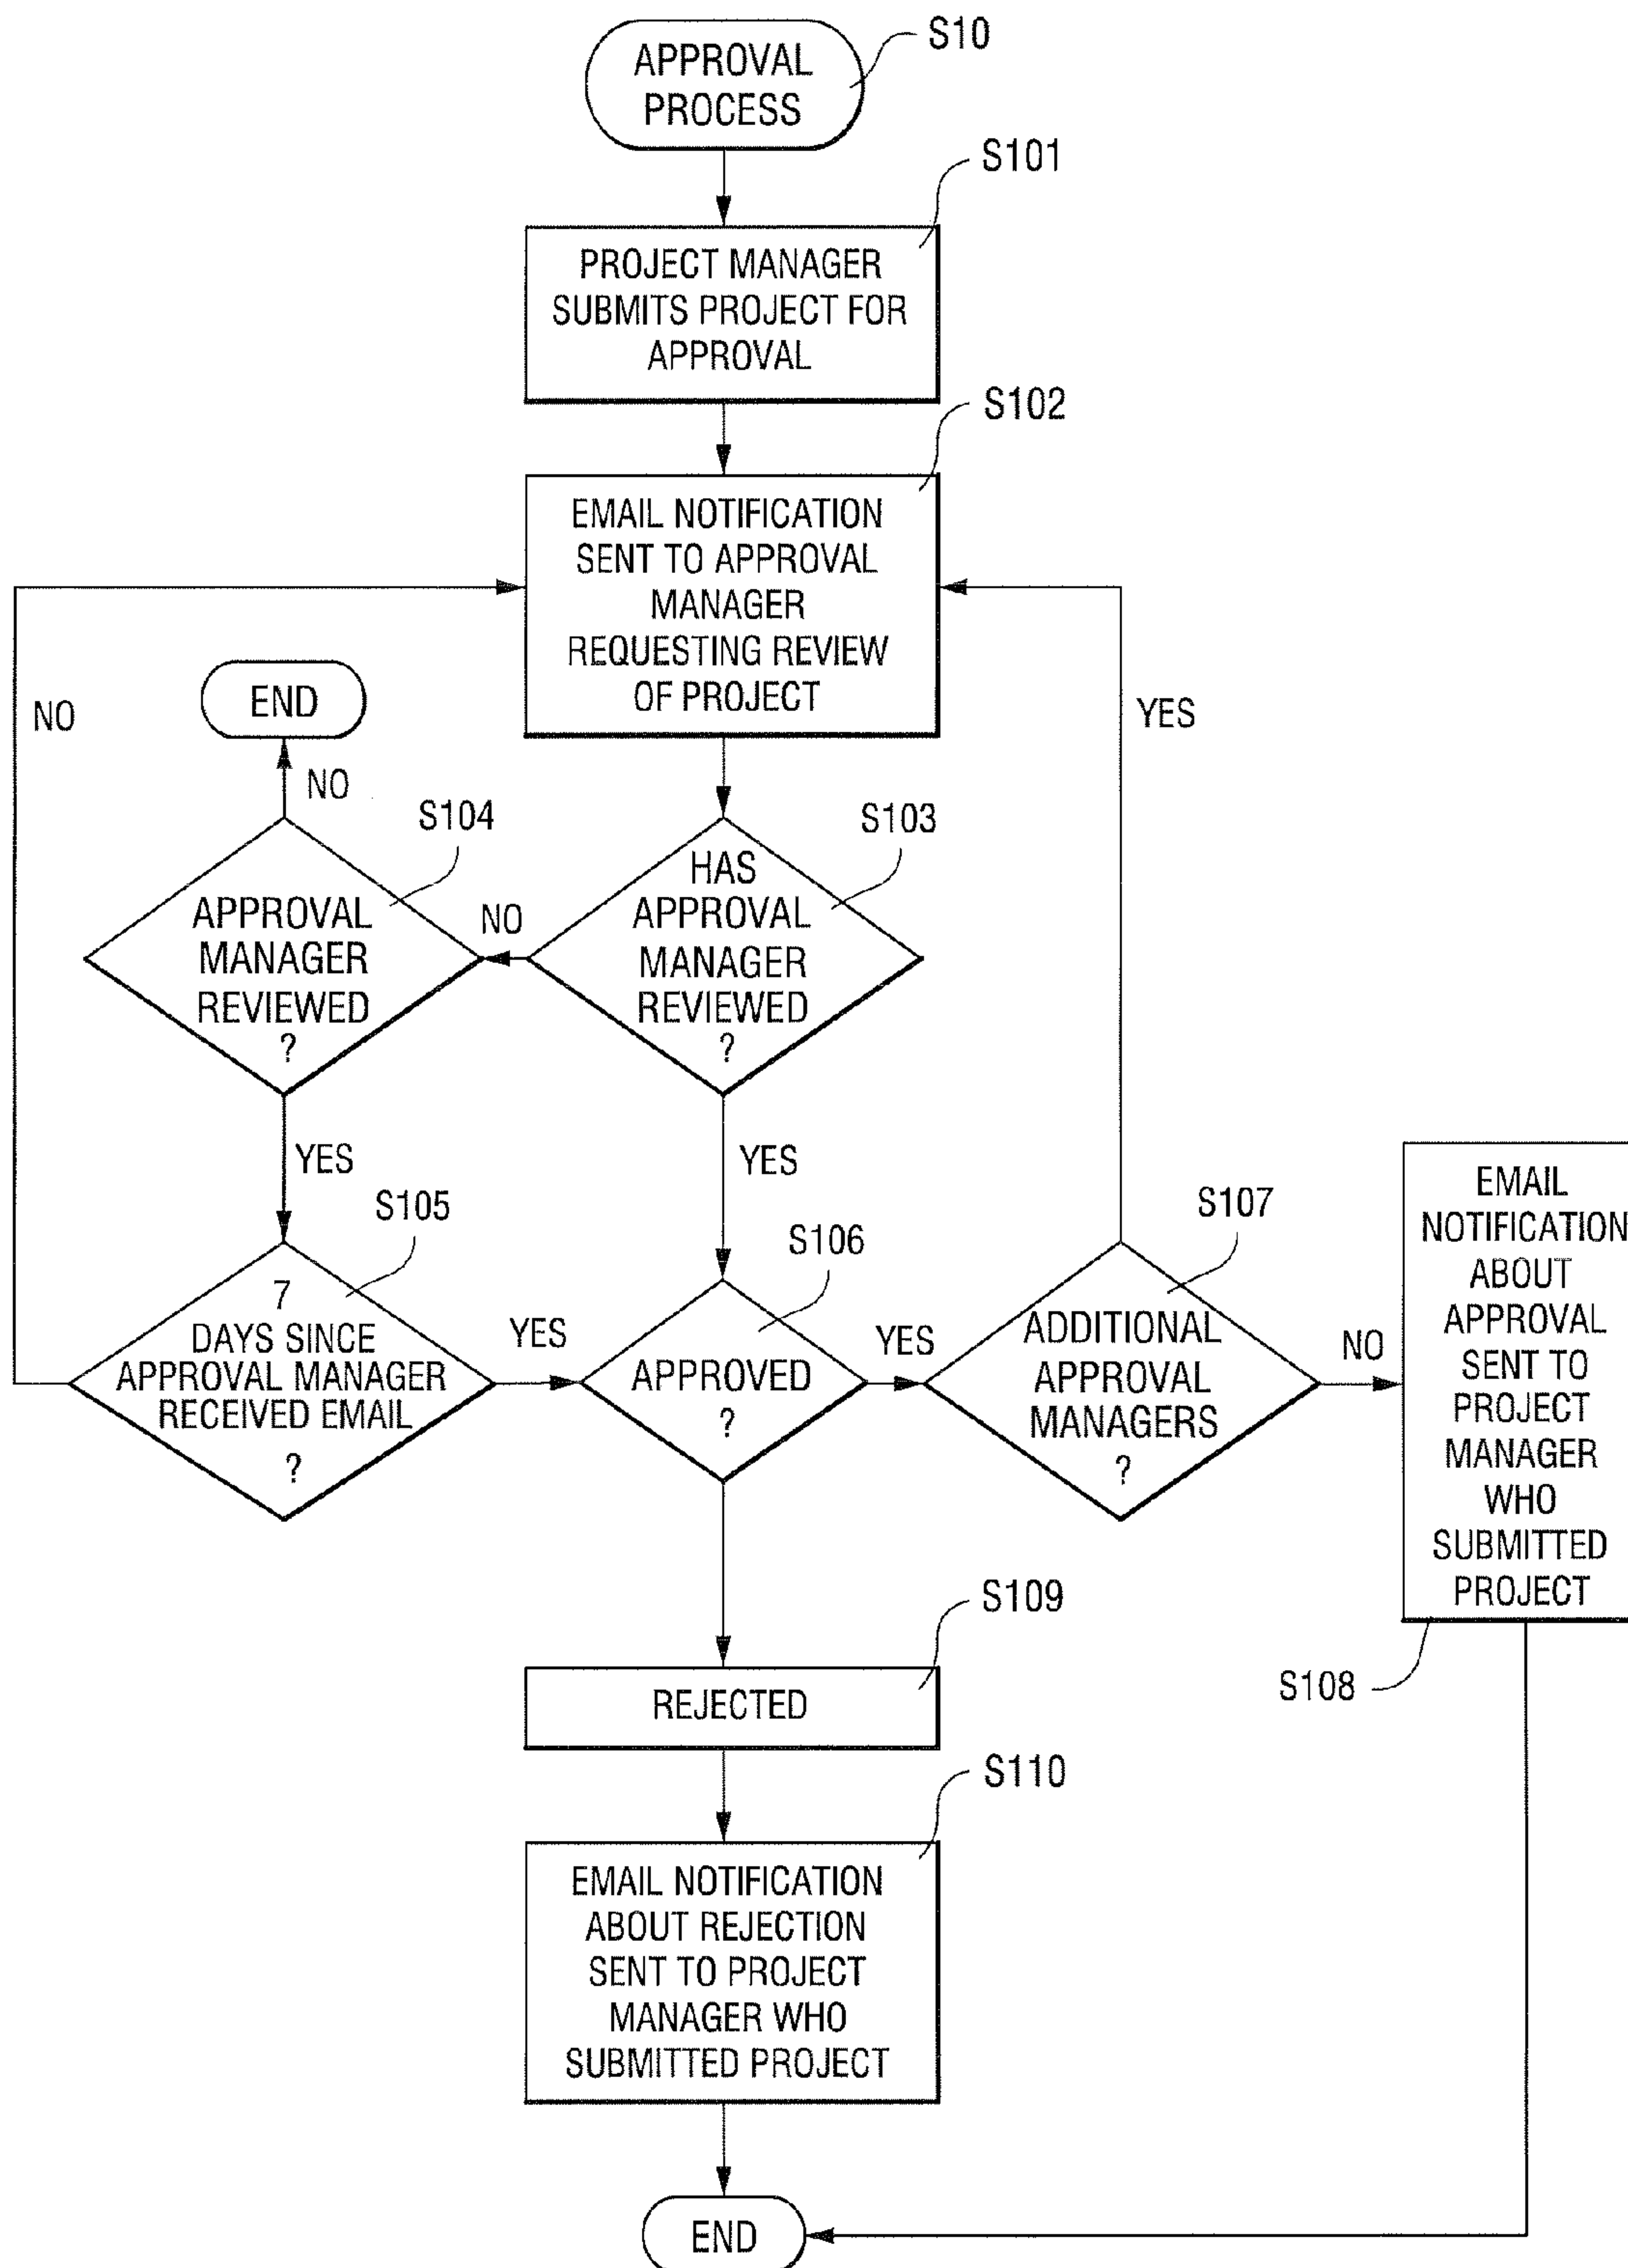 APPROVAL
PROCESS
S10
S101
PROJECT MANAGER
SUBMITS PROJECT FOR
APPROVAL
S102
EMAIL NOTIFICATION
SENT TO APPROVAL
MANAGER
REQUESTING REVIEW
OF PROJECT
NO
END
YES
NO
S104
S103
APPROVAL
MANAGER
REVIEWED
?
NO
HAS
APPROVAL
MANAGER
REVIEWED
?
YES
YES
S105
S106
S107
7
DAYS SINCE
APPROVAL MANAGER
RECEIVED EMAIL
?
YES
APPROVED
?
YES
ADDITIONAL
APPROVAL
MANAGERS
?
NO
EMAIL
NOTIFICATION
ABOUT
APPROVAL
SENT TO
PROJECT
MANAGER
WHO
SUBMITTED
PROJECT
S108
S109
REJECTED
S110
EMAIL NOTIFICATION
ABOUT REJECTION
SENT TO PROJECT
MANAGER WHO
SUBMITTED PROJECT
END